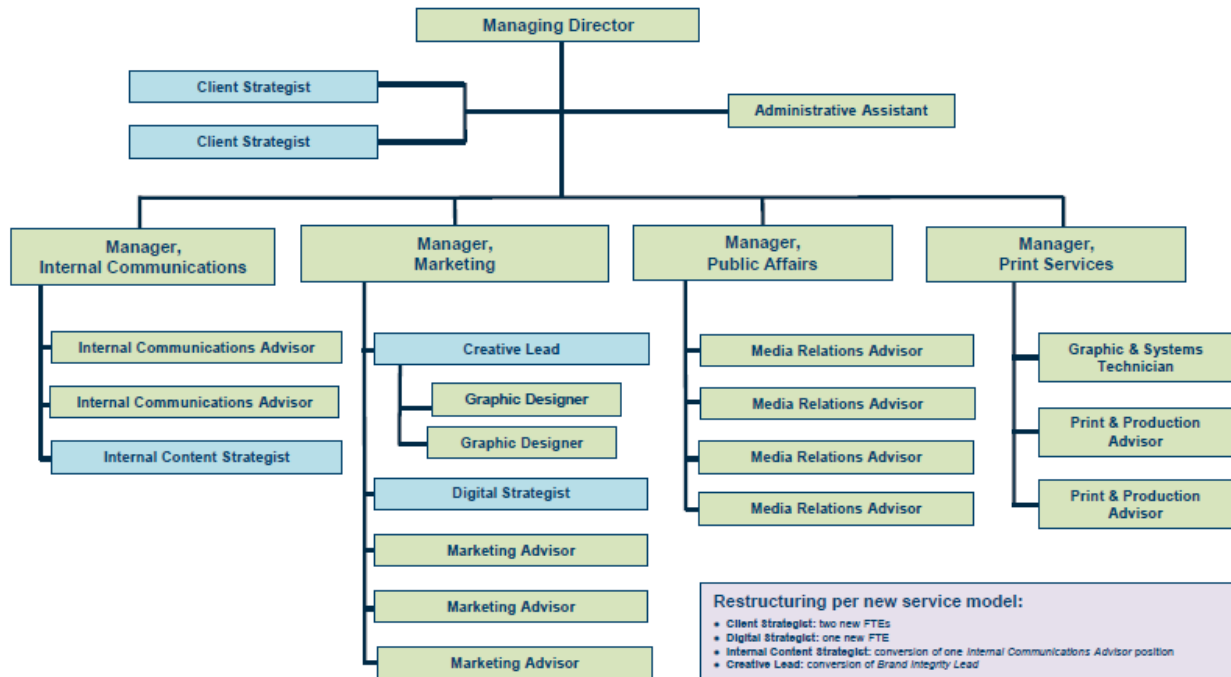 Managing Director
Client Strategist
Administrative Assistant
Client Strategist
Manager,
Internal Communications
Manager,
Marketing
Manager,
Public Affairs
Manager,
Print Services
Internal Communications Advisor
Internal Communications Advisor
Internal Content Strategist
Creative Lead
Graphic Designer
Graphic Designer
Digital Strategist
Marketing Advisor
Marketing Advisor
Marketing Advisor
Media Relations Advisor
Media Relations Advisor
Media Relations Advisor
Media Relations Advisor
Graphic & Systems
Technician
Print & Production
Advisor
Print & Production
Advisor
Restructuring per new service model:
• Client Strategist: two new FTEs
• Digital Strategist: one new FTE
• Internal Content Strategist: conversion of one Internal Communications Advisor position
• Creative Lead: conversion of Brand Integrity Lead